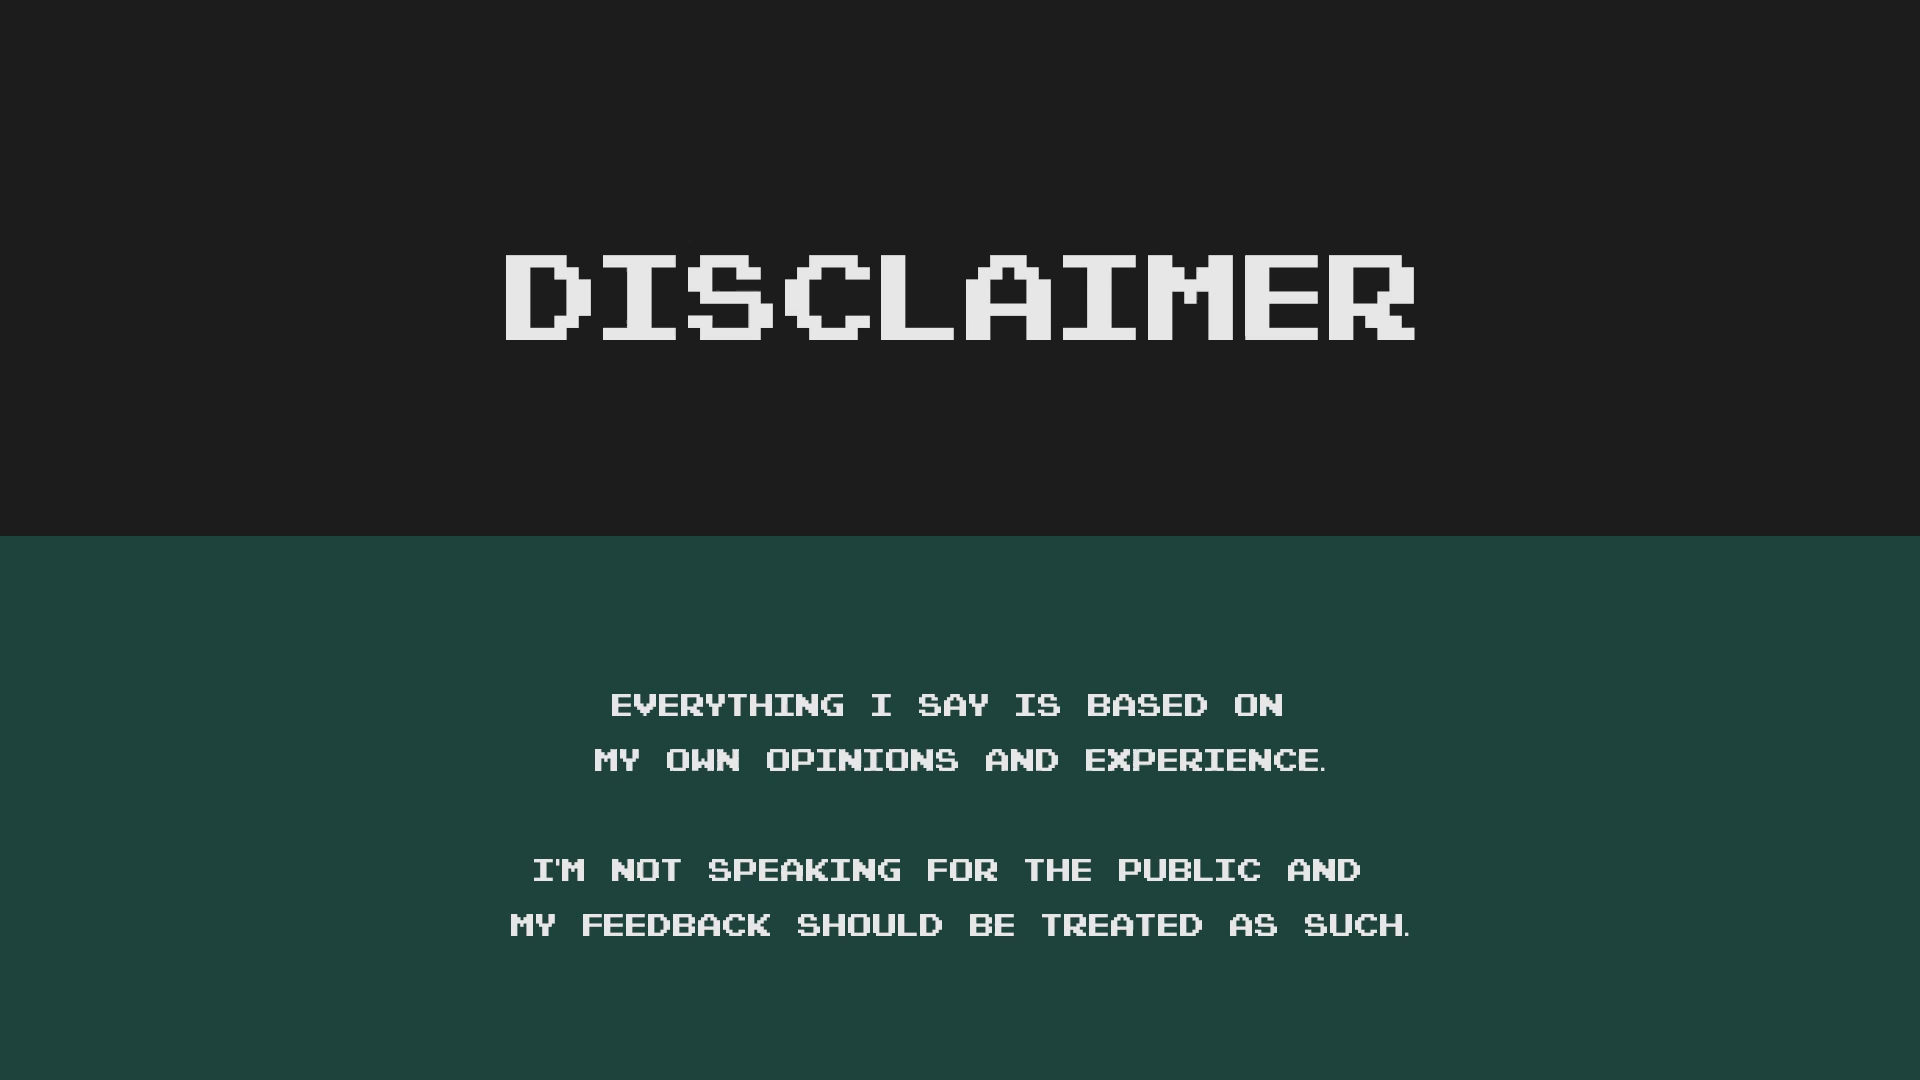 DISCLAIMER
EVERYTHING I SAY IS BASED ON
MY OWN OPINIONS AND EXPERIENCE.
I'M NOT SPEAKING FOR THE PUBLIC AND
MY FEEDBACK SHOULD BE TREATED AS SUCH.